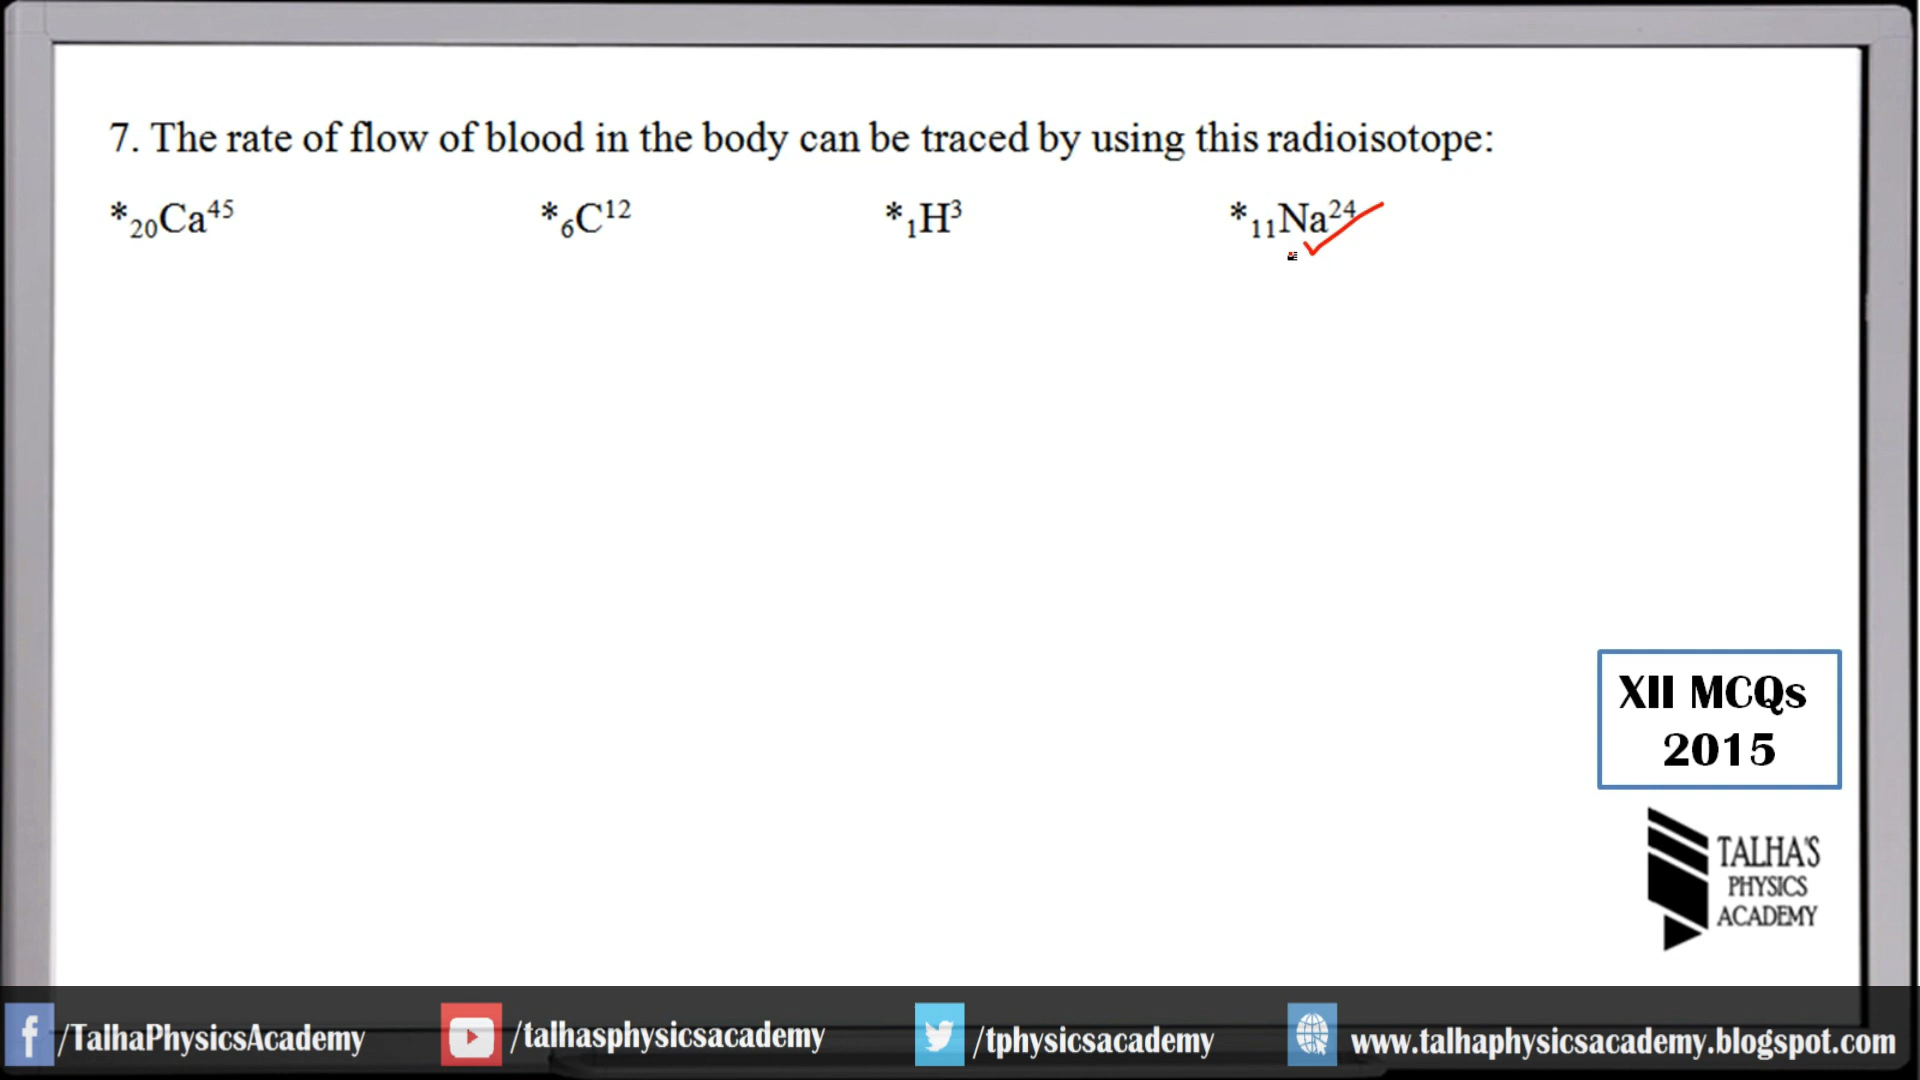 7. The rate of flow of blood in the body can be traced by using this radioisotope:
*₂₀Ca⁴⁵ *₆C¹² *₁H³ *₁₁Na²⁴
XII MCQs
2015
TALHA'S
PHYSICS
ACADEMY
/TalhaPhysicsAcademy /talhasphysicsacademy /tphysicsacademy www.talhaphysicsacademy.blogspot.com